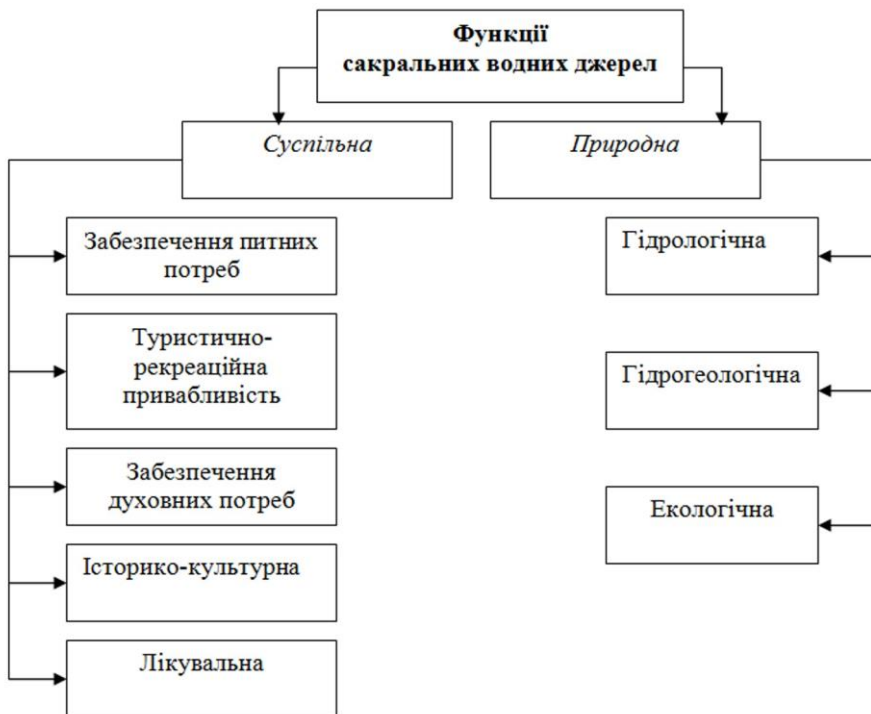 Функції
сакральних водних джерел
Суспільна
Природна
Забезпечення питних
потреб
Туристично-
рекреаційна
привабливість
Забезпечення
духовних потреб
Історико-культурна
Лікувальна
Гідрологічна
Гідрогеологічна
Екологічна